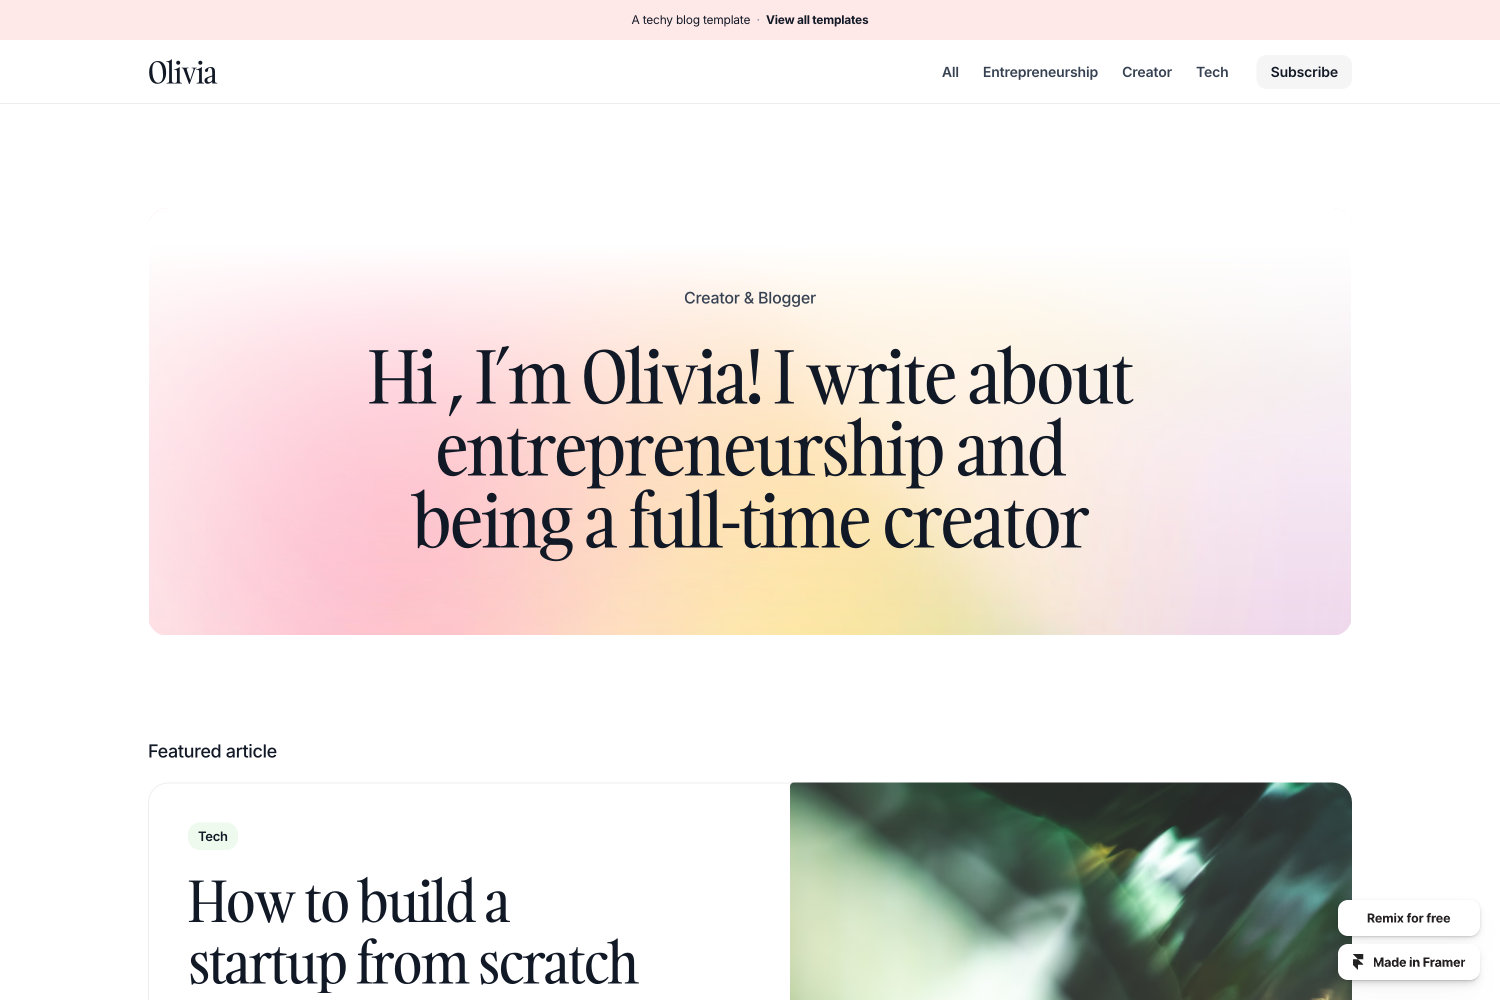 A techy blog template · View all templates
Olivia
All Entrepreneurship Creator Tech Subscribe
Creator & Blogger
Hi , I´m Olivia! I write about
entrepreneurship and
being a full-time creator
Featured article
Tech
How to build a
startup from scratch
Remix for free
Made in Framer